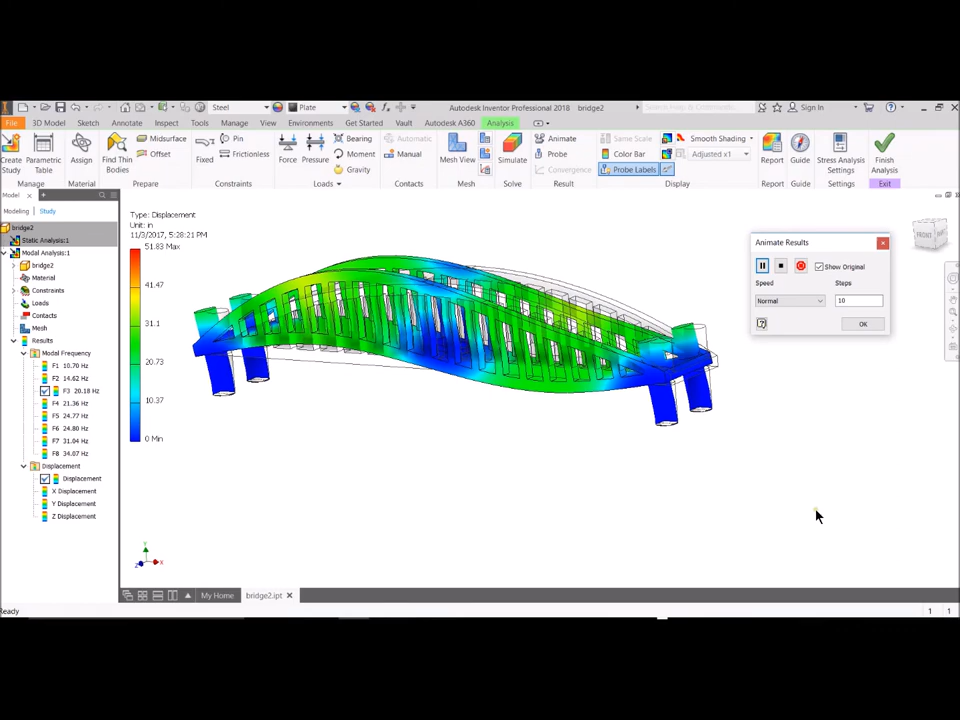 Steel
Plate
Autodesk Inventor Professional 2018
bridge2
Search Help & Commands...
Sign In
File
3D Model
Sketch
Annotate
Inspect
Tools
Manage
View
Environments
Get Started
Vault
Autodesk A360
Analysis
Create Study
Parametric Table
Manage
Assign
Material
Find Thin Bodies
Midsurface
Offset
Prepare
Fixed
Pin
Frictionless
Constraints
Force
Pressure
Bearing
Moment
Gravity
Loads
Automatic
Manual
Contacts
Mesh View
Mesh
Simulate
Solve
Animate
Probe
Convergence
Result
Same Scale
Color Bar
Probe Labels
Smooth Shading
Adjusted x1
Display
Report
Report
Guide
Guide
Stress Analysis Settings
Settings
Finish Analysis
Exit
Model
Modeling
Study
bridge2
Static Analysis:1
Modal Analysis:1
bridge2
Material
Constraints
Loads
Contacts
Mesh
Results
Modal Frequency
F1 10.70 Hz
F2 14.62 Hz
F3 20.18 Hz
F4 21.36 Hz
F5 24.77 Hz
F6 24.80 Hz
F7 31.04 Hz
F8 34.07 Hz
Displacement
Displacement
X Displacement
Y Displacement
Z Displacement
Type: Displacement
Unit: in
11/3/2017, 5:28:21 PM
51.83 Max
41.47
31.1
20.73
10.37
0 Min
Animate Results
Show Original
Speed
Steps
Normal
10
OK
FRONT
Y
Z
X
My Home
bridge2.ipt
Ready
1
1